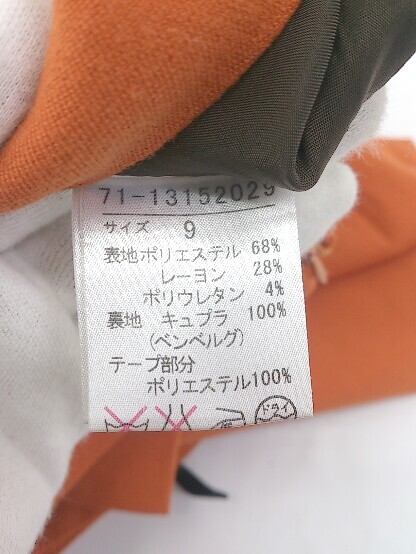 71-13152029
サイズ 9
表地ポリエステル 68%
レーヨン 28%
ポリウレタン 4%
裏地 キュプラ 100%
(ベンベルグ)
テープ部分
ポリエステル100%
ドライ